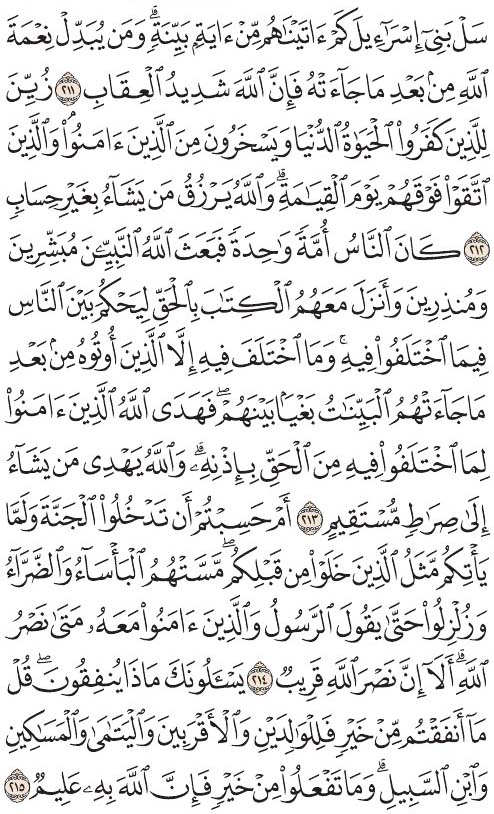 سَلْ بَنِىٓ إِسْرَٰٓءِيلَ كَمْ ءَاتَيْنَٰهُم مِّنْ ءَايَةٍۭ بَيِّنَةٍۗ وَمَن يُبَدِّلْ نِعْمَةَ
ٱللَّهِ مِنۢ بَعْدِ مَا جَآءَتْهُ فَإِنَّ ٱللَّهَ شَدِيدُ ٱلْعِقَابِ ٢١١ زُيِّنَ
لِلَّذِينَ كَفَرُوا۟ ٱلْحَيَوٰةُ ٱلدُّنْيَا وَيَسْخَرُونَ مِنَ ٱلَّذِينَ ءَامَنُوا۟ۘ وَٱلَّذِينَ
ٱتَّقَوْا۟ فَوْقَهُمْ يَوْمَ ٱلْقِيَٰمَةِۗ وَٱللَّهُ يَرْزُقُ مَن يَشَآءُ بِغَيْرِ حِسَابٍ
٢١٢ كَانَ ٱلنَّاسُ أُمَّةً وَٰحِدَةً فَبَعَثَ ٱللَّهُ ٱلنَّبِيِّۦنَ مُبَشِّرِينَ
وَمُنذِرِينَ وَأَنزَلَ مَعَهُمُ ٱلْكِتَٰبَ بِٱلْحَقِّ لِيَحْكُمَ بَيْنَ ٱلنَّاسِ
فِيمَا ٱخْتَلَفُوا۟ فِيهِۚ وَمَا ٱخْتَلَفَ فِيهِ إِلَّا ٱلَّذِينَ أُوتُوهُ مِنۢ بَعْدِ
مَا جَآءَتْهُمُ ٱلْبَيِّنَٰتُ بَغْيًۢا بَيْنَهُمْۖ فَهَدَى ٱللَّهُ ٱلَّذِينَ ءَامَنُوا۟
لِمَا ٱخْتَلَفُوا۟ فِيهِ مِنَ ٱلْحَقِّ بِإِذْنِهِۦۗ وَٱللَّهُ يَهْدِى مَن يَشَآءُ
إِلَىٰ صِرَٰطٍ مُّسْتَقِيمٍ ٢١٣ أَمْ حَسِبْتُمْ أَن تَدْخُلُوا۟ ٱلْجَنَّةَ وَلَمَّا
يَأْتِكُم مَّثَلُ ٱلَّذِينَ خَلَوْا۟ مِن قَبْلِكُمۖ مَّسَّتْهُمُ ٱلْبَأْسَآءُ وَٱلضَّرَّآءُ
وَزُلْزِلُوا۟ حَتَّىٰ يَقُولَ ٱلرَّسُولُ وَٱلَّذِينَ ءَامَنُوا۟ مَعَهُۥ مَتَىٰ نَصْرُ
ٱللَّهِۗ أَلَآ إِنَّ نَصْرَ ٱللَّهِ قَرِيبٌ ٢١٤ يَسْـَٔلُونَكَ مَاذَا يُنفِقُونَۖ قُلْ
مَآ أَنفَقْتُم مِّنْ خَيْرٍ فَلِلْوَٰلِدَيْنِ وَٱلْأَقْرَبِينَ وَٱلْيَتَٰمَىٰ وَٱلْمَسَٰكِينِ
وَٱبْنِ ٱلسَّبِيلِۗ وَمَا تَفْعَلُوا۟ مِنْ خَيْرٍ فَإِنَّ ٱللَّهَ بِهِۦ عَلِيمٌ ٢١٥